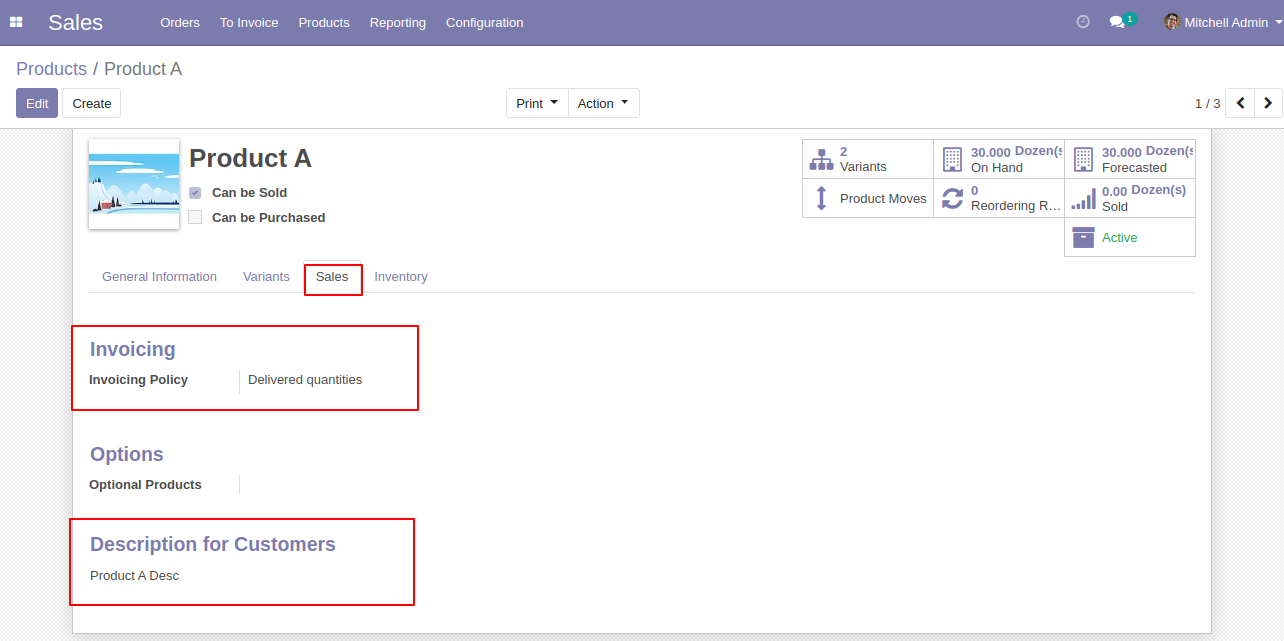 Sales Orders To Invoice Products Reporting Configuration 1 Mitchell Admin
Products / Product A
Edit Create Print Action 1 / 3
Product A
Can be Sold
Can be Purchased
2
Variants
30.000 Dozen(s
On Hand
30.000 Dozen(s
Forecasted
Product Moves
0
Reordering R...
0.00 Dozen(s)
Sold
Active
General Information Variants Sales Inventory
Invoicing
Invoicing Policy Delivered quantities
Options
Optional Products
Description for Customers
Product A Desc